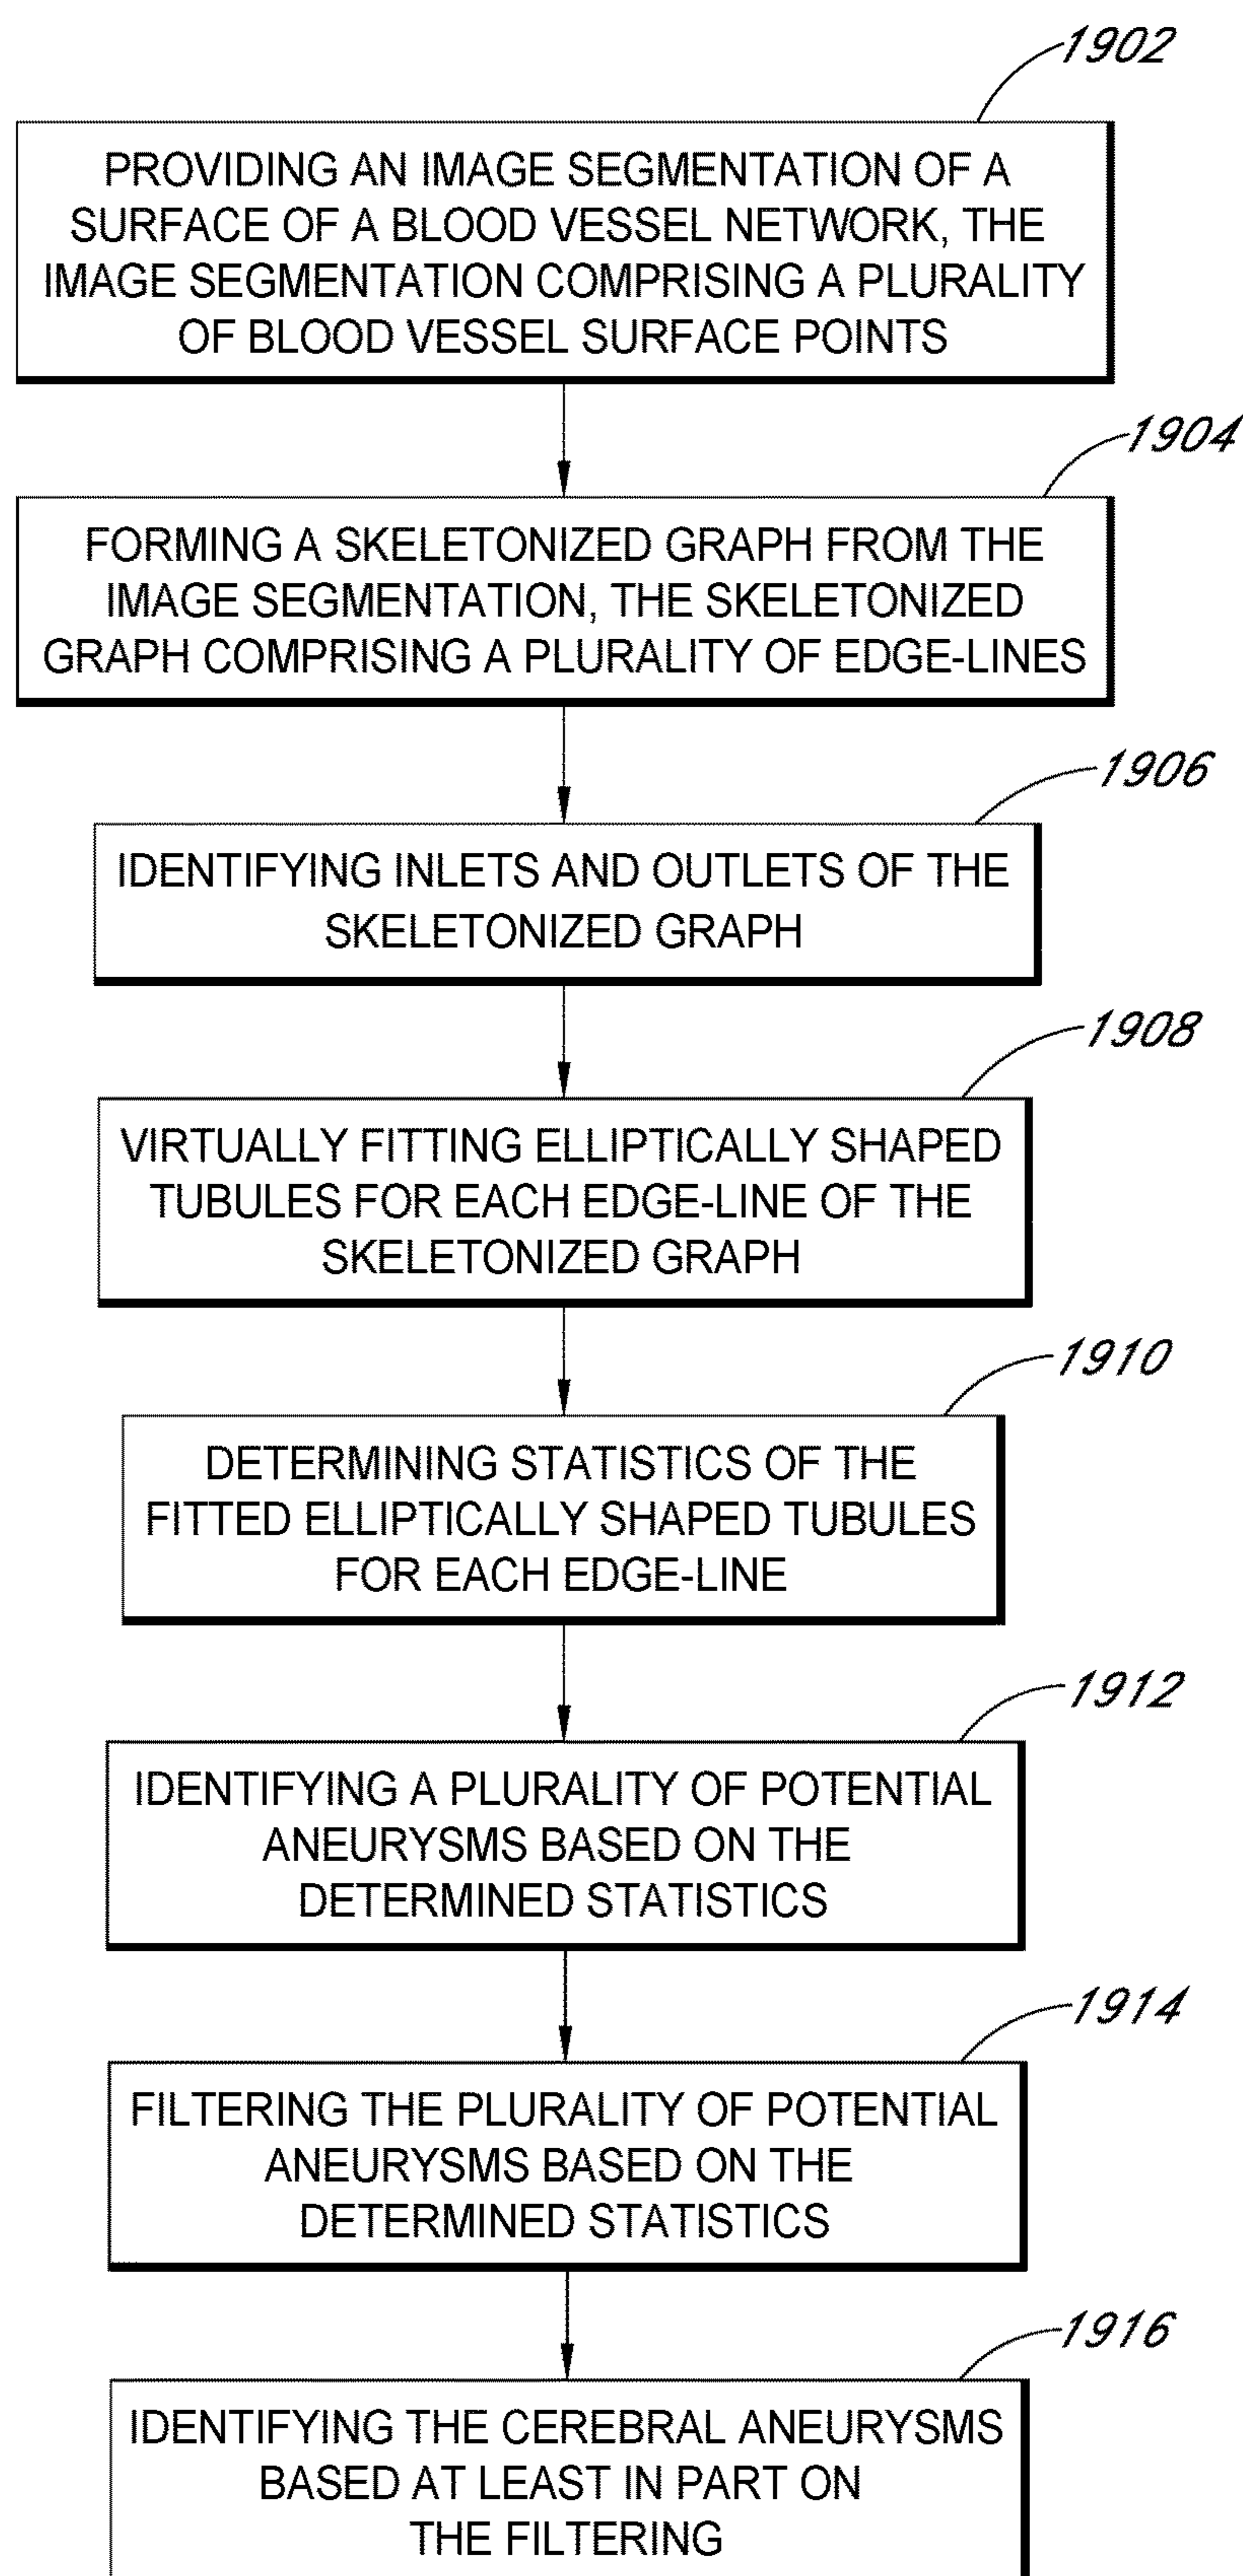 1902
PROVIDING AN IMAGE SEGMENTATION OF A
SURFACE OF A BLOOD VESSEL NETWORK, THE
IMAGE SEGMENTATION COMPRISING A PLURALITY
OF BLOOD VESSEL SURFACE POINTS
1904
FORMING A SKELETONIZED GRAPH FROM THE
IMAGE SEGMENTATION, THE SKELETONIZED
GRAPH COMPRISING A PLURALITY OF EDGE-LINES
1906
IDENTIFYING INLETS AND OUTLETS OF THE
SKELETONIZED GRAPH
1908
VIRTUALLY FITTING ELLIPTICALLY SHAPED
TUBULES FOR EACH EDGE-LINE OF THE
SKELETONIZED GRAPH
1910
DETERMINING STATISTICS OF THE
FITTED ELLIPTICALLY SHAPED TUBULES
FOR EACH EDGE-LINE
1912
IDENTIFYING A PLURALITY OF POTENTIAL
ANEURYSMS BASED ON THE
DETERMINED STATISTICS
1914
FILTERING THE PLURALITY OF POTENTIAL
ANEURYSMS BASED ON THE
DETERMINED STATISTICS
1916
IDENTIFYING THE CEREBRAL ANEURYSMS
BASED AT LEAST IN PART ON
THE FILTERING